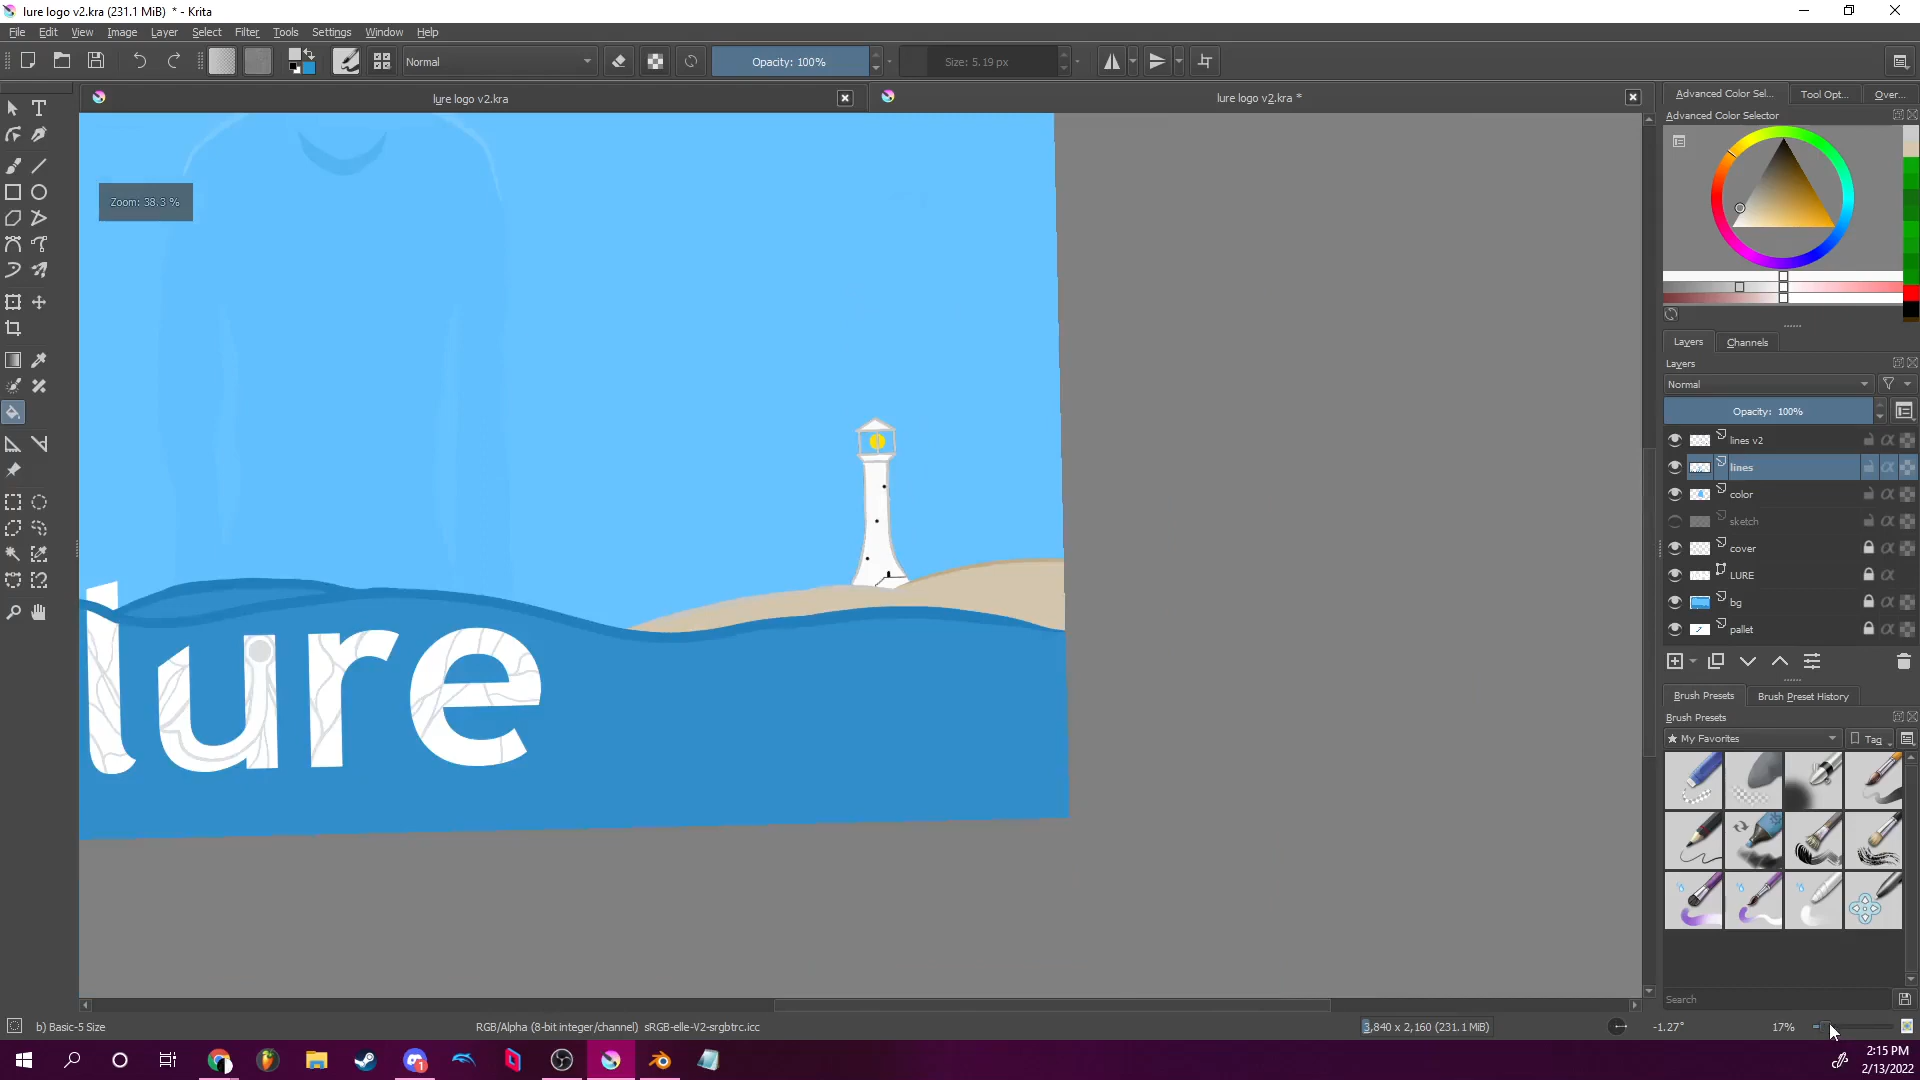 lure logo v2.kra (231.1 MiB)  * - Krita
File Edit View Image Layer Select Filter Tools Settings Window Help
Normal
Opacity: 100%
Size: 5.19 px
lure logo v2.kra
lure logo v2.kra *
Advanced Color Sel... Tool Opt... Over...
Advanced Color Selector
Zoom: 38.3 %
Layers Channels
Layers
Normal
Opacity: 100%
lines v2
lines
color
sketch
cover
LURE
bg
pallet
lure
Brush Presets Brush Preset History
Brush Presets
★ My Favorites
Tag
Search
b) Basic-5 Size
RGB/Alpha (8-bit integer/channel) sRGB-elle-V2-srgbtrc.icc
3,840 x 2,160 (231.1 MiB)
-1.27°
17%
1
2:15 PM
2/13/2022